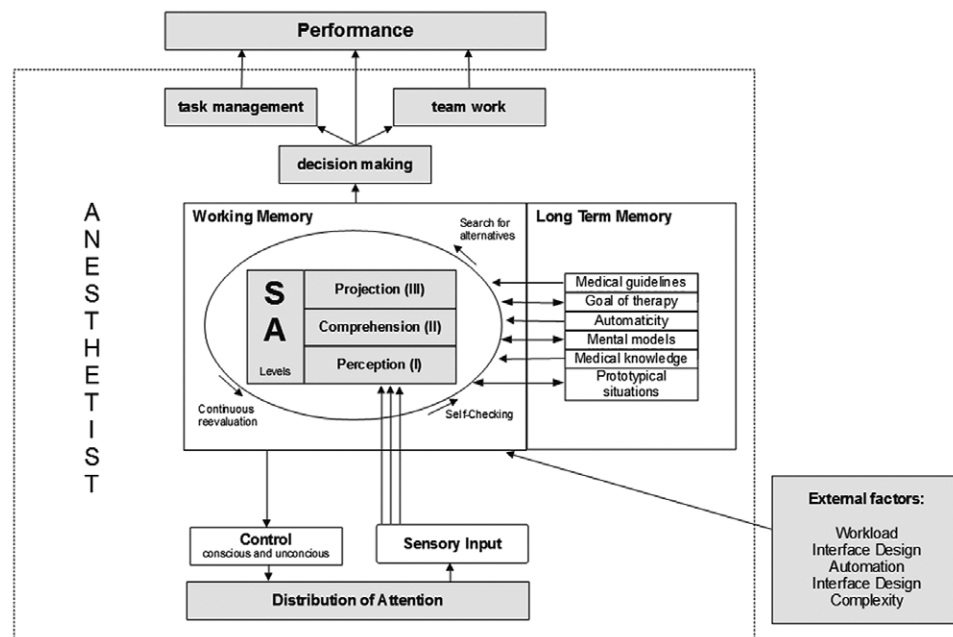 Performance
task management
team work
decision making
ANESTHETIST
Working Memory
Long Term Memory
Search for
alternatives
S
A
Levels
Projection (III)
Comprehension (II)
Perception (I)
Medical guidelines
Goal of therapy
Automaticity
Mental models
Medical knowledge
Prototypical
situations
Continuous
reevaluation
Self-Checking
Control
conscious and unconcious
Sensory Input
Distribution of Attention
External factors:
Workload
Interface Design
Automation
Interface Design
Complexity